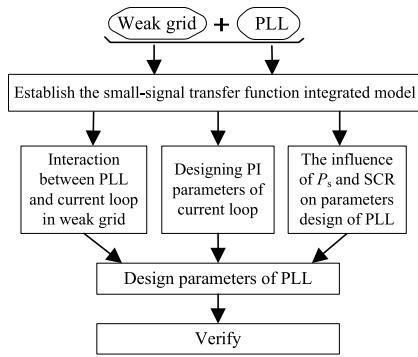 Weak grid + PLL
Establish the small-signal transfer function integrated model
Interaction
between PLL
and current loop
in weak grid
Designing PI
parameters of
current loop
The influence
of Ps and SCR
on parameters
design of PLL
Design parameters of PLL
Verify